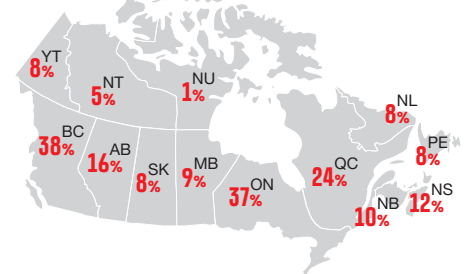 YT
8%
NT
5%
NU
1%
NL
8%
BC
38%
AB
16%
SK
8%
MB
9%
ON
37%
QC
24%
PE
8%
NB
10%
NS
12%